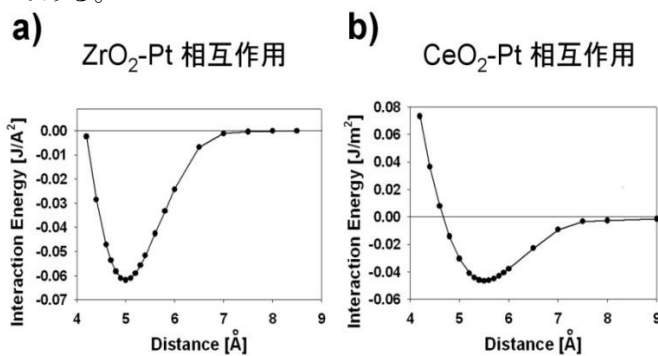 a)
ZrO₂-Pt 相互作用
Interaction Energy [J/A²]
0.00
-0.01
-0.02
-0.03
-0.04
-0.05
-0.06
-0.07
4 5 6 7 8 9
Distance [Å]
b)
CeO₂-Pt 相互作用
Interaction Energy [J/m²]
0.08
0.06
0.04
0.02
0.00
-0.02
-0.04
-0.06
4 5 6 7 8 9
Distance [Å]